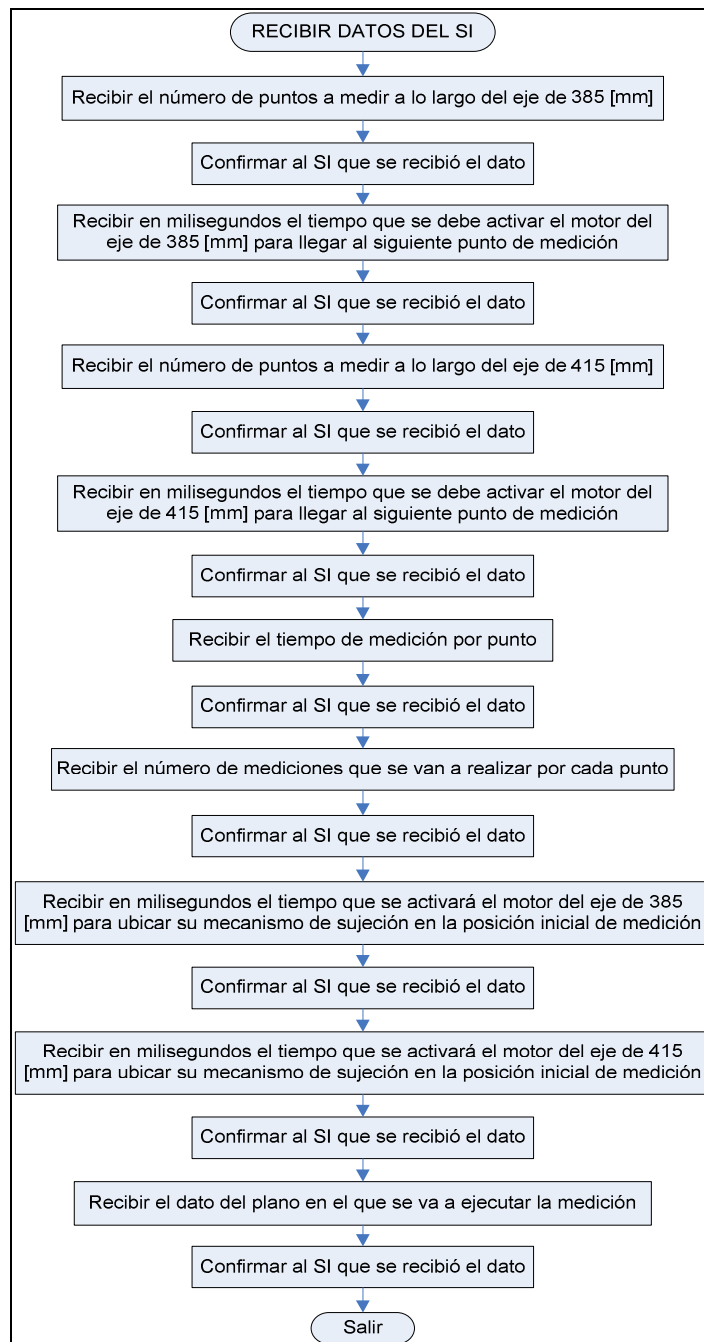 RECIBIR DATOS DEL SI
Recibir el número de puntos a medir a lo largo del eje de 385 [mm]
Confirmar al SI que se recibió el dato
Recibir en milisegundos el tiempo que se debe activar el motor del
eje de 385 [mm] para llegar al siguiente punto de medición
Confirmar al SI que se recibió el dato
Recibir el número de puntos a medir a lo largo del eje de 415 [mm]
Confirmar al SI que se recibió el dato
Recibir en milisegundos el tiempo que se debe activar el motor del
eje de 415 [mm] para llegar al siguiente punto de medición
Confirmar al SI que se recibió el dato
Recibir el tiempo de medición por punto
Confirmar al SI que se recibió el dato
Recibir el número de mediciones que se van a realizar por cada punto
Confirmar al SI que se recibió el dato
Recibir en milisegundos el tiempo que se activará el motor del eje de 385
[mm] para ubicar su mecanismo de sujeción en la posición inicial de medición
Confirmar al SI que se recibió el dato
Recibir en milisegundos el tiempo que se activará el motor del eje de 415
[mm] para ubicar su mecanismo de sujeción en la posición inicial de medición
Confirmar al SI que se recibió el dato
Recibir el dato del plano en el que se va a ejecutar la medición
Confirmar al SI que se recibió el dato
Salir